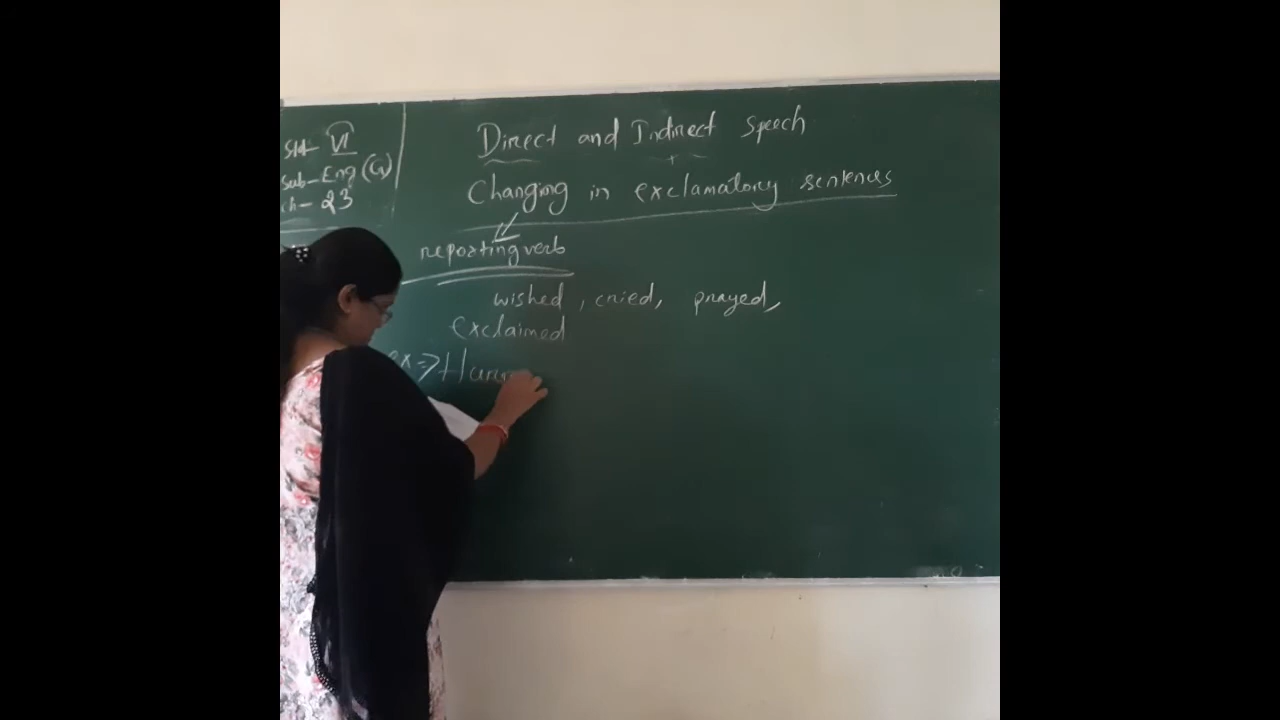 Std- VI
Sub- Eng (G)
ch- 23
Direct and Indirect Speech
Changing in exclamatory sentences
reporting verb
wished, cried, prayed,
exclaimed
ex =>